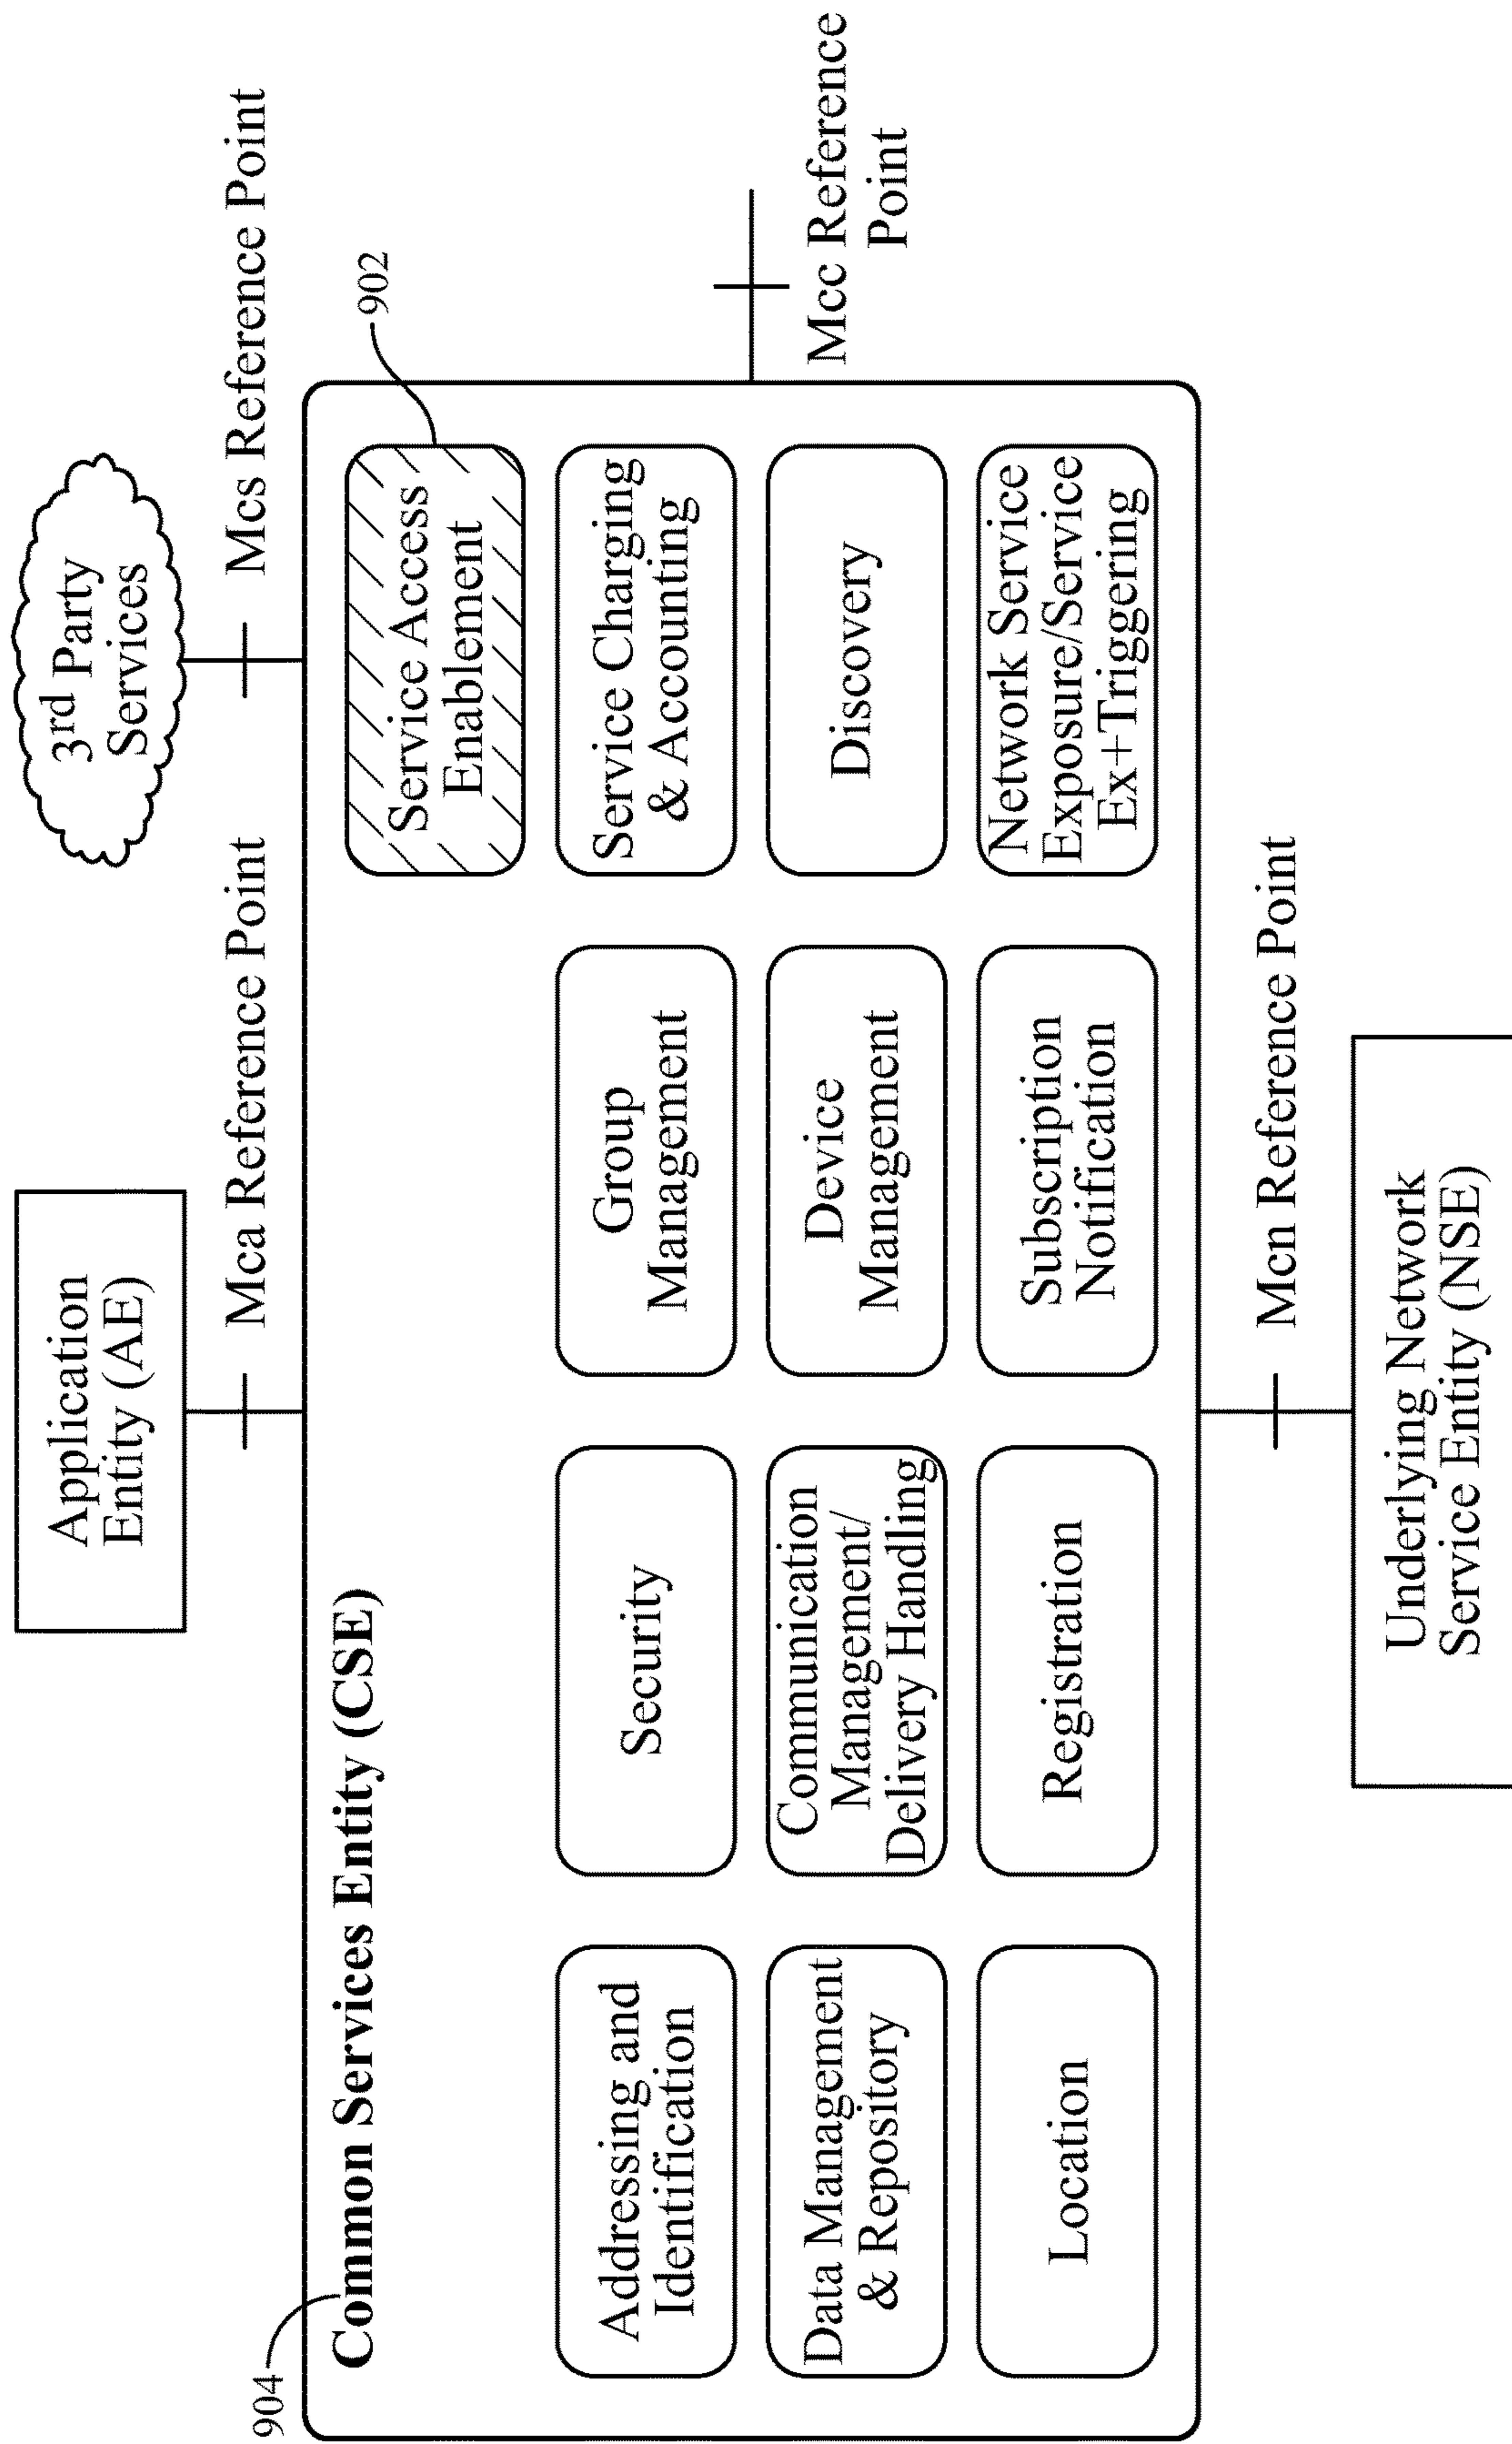 Application
Entity (AE)
3rd Party
Services
Mca Reference Point
Mcs Reference Point
904
Common Services Entity (CSE)
902
Service Access
Enablement
Addressing and
Identification
Security
Group
Management
Service Charging
& Accounting
Data Management
& Repository
Communication
Management/
Delivery Handling
Device
Management
Discovery
Mcc Reference
Point
Location
Registration
Subscription
Notification
Network Service
Exposure/Service
Ex+Triggering
Mcn Reference Point
Underlying Network
Service Entity (NSE)